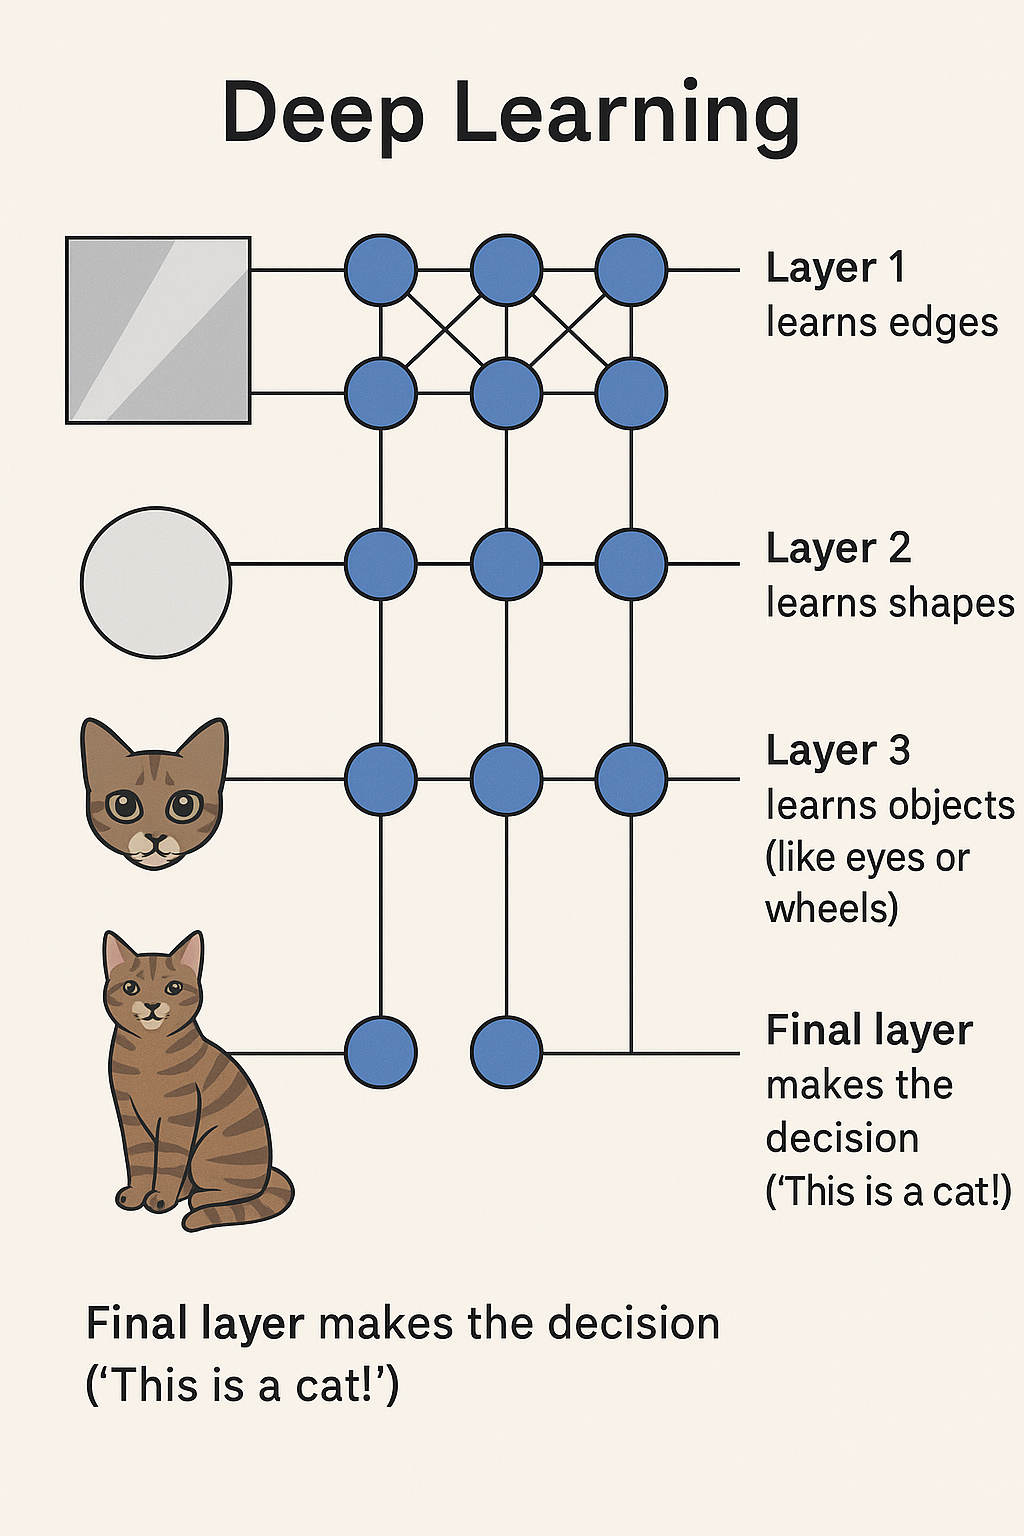 Deep Learning
Layer 1
learns edges
Layer 2
learns shapes
Layer 3
learns objects
(like eyes or
wheels)
Final layer
makes the
decision
(‘This is a cat!)
Final layer makes the decision
(‘This is a cat!’)